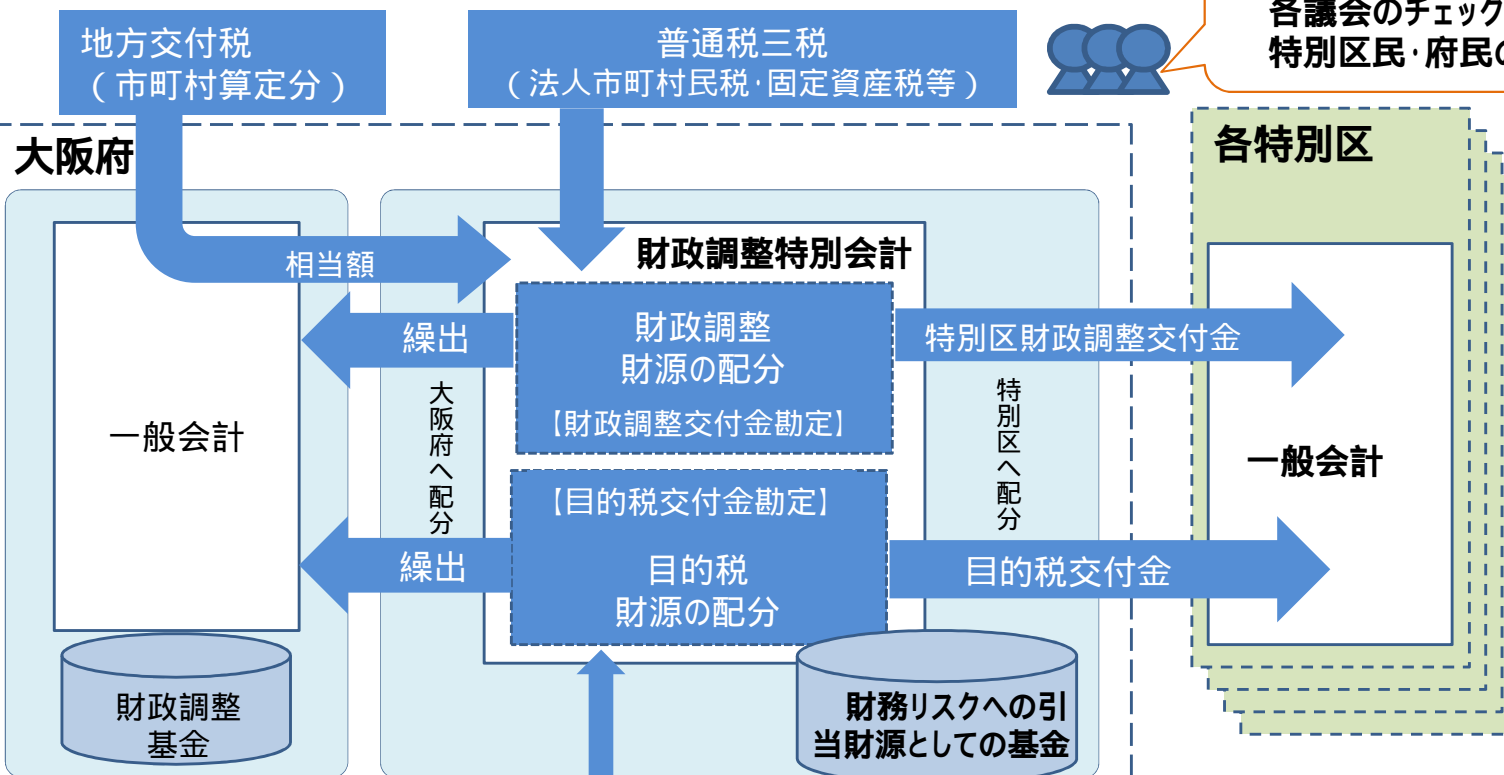 地方交付税
（市町村算定分）
普通税三税
（法人市町村民税・固定資産税等）
各議会のチェック
特別区民・府民の
大阪府
各特別区
相当額
財政調整特別会計
繰出
財政調整
財源の配分
【財政調整交付金勘定】
特別区財政調整交付金
大阪府へ配分
特別区へ配分
一般会計
一般会計
【目的税交付金勘定】
繰出
目的税
財源の配分
目的税交付金
財政調整
基金
財務リスクへの引
当財源としての基金